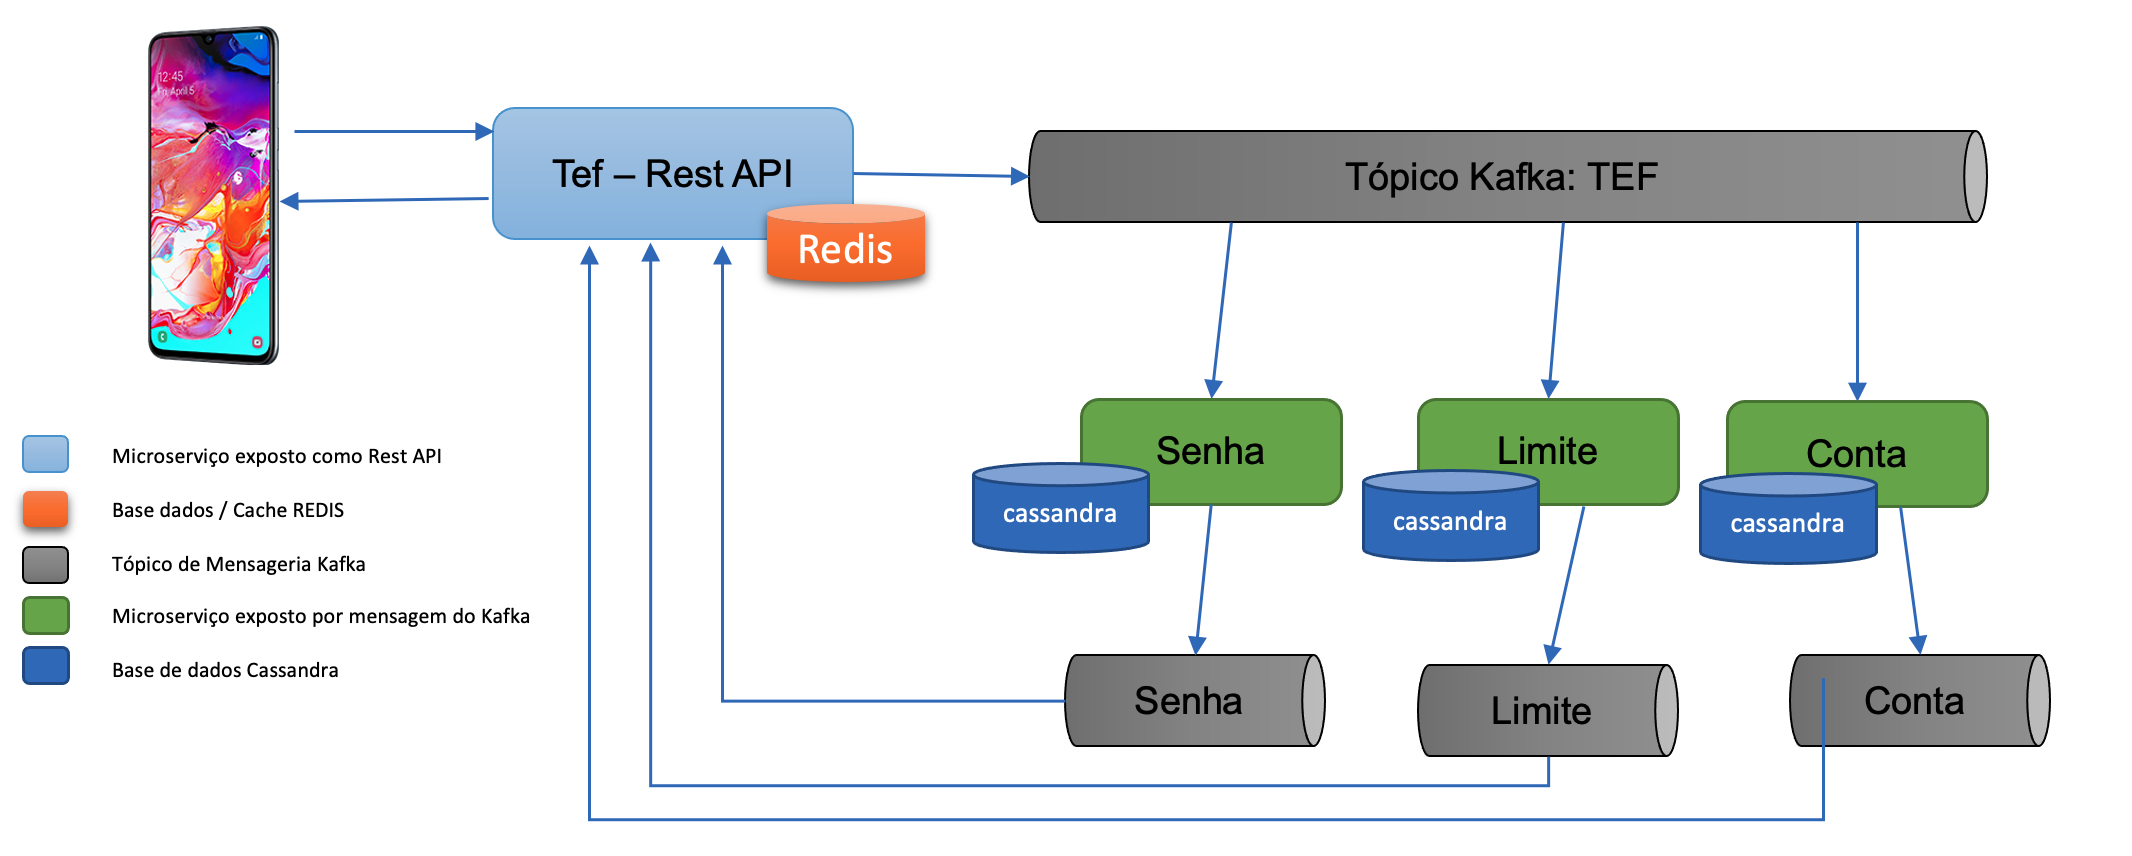 12:45
Fri, April 5
Tef – Rest API
Redis
Tópico Kafka: TEF
Senha
Limite
Conta
cassandra
cassandra
cassandra
Senha
Limite
Conta
Microserviço exposto como Rest API
Base dados / Cache REDIS
Tópico de Mensageria Kafka
Microserviço exposto por mensagem do Kafka
Base de dados Cassandra